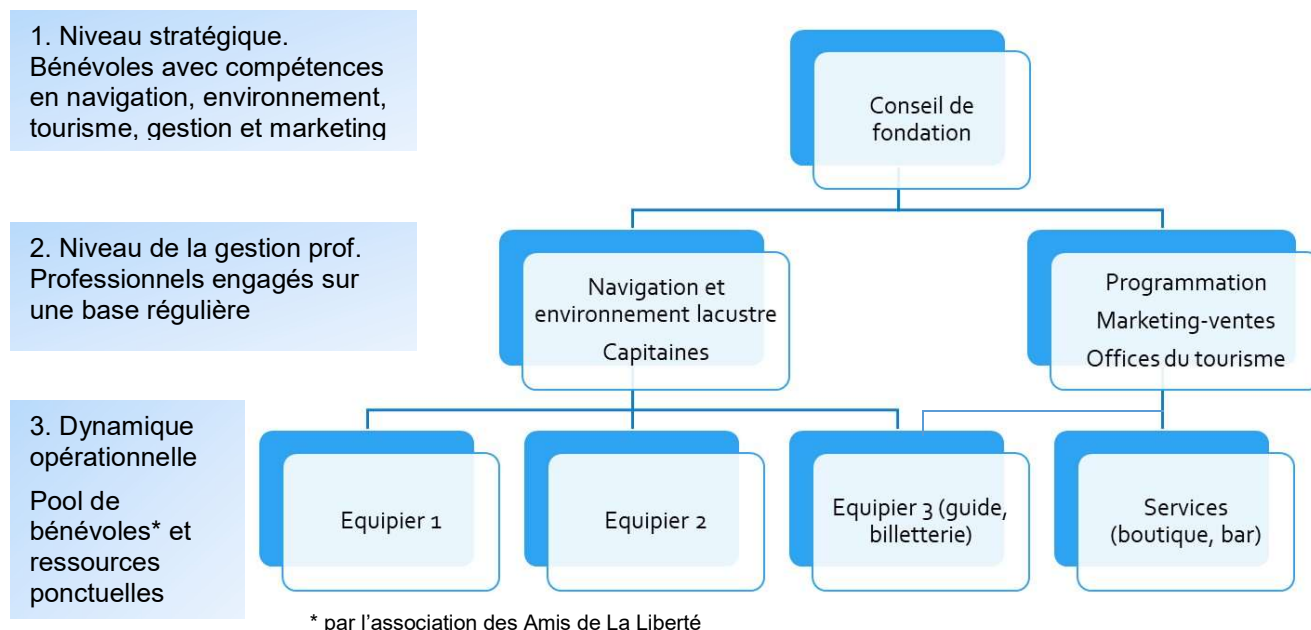 1. Niveau stratégique.
Bénévoles avec compétences
en navigation, environnement,
tourisme, gestion et marketing
Conseil de
fondation
2. Niveau de la gestion prof.
Professionnels engagés sur
une base régulière
Navigation et
environnement lacustre
Capitaines
Programmation
Marketing-ventes
Offices du tourisme
3. Dynamique
opérationnelle
Pool de
bénévoles* et
ressources
ponctuelles
Equipier 1
Equipier 2
Equipier 3 (guide,
billetterie)
Services
(boutique, bar)
* par l'association des Amis de La Liberté